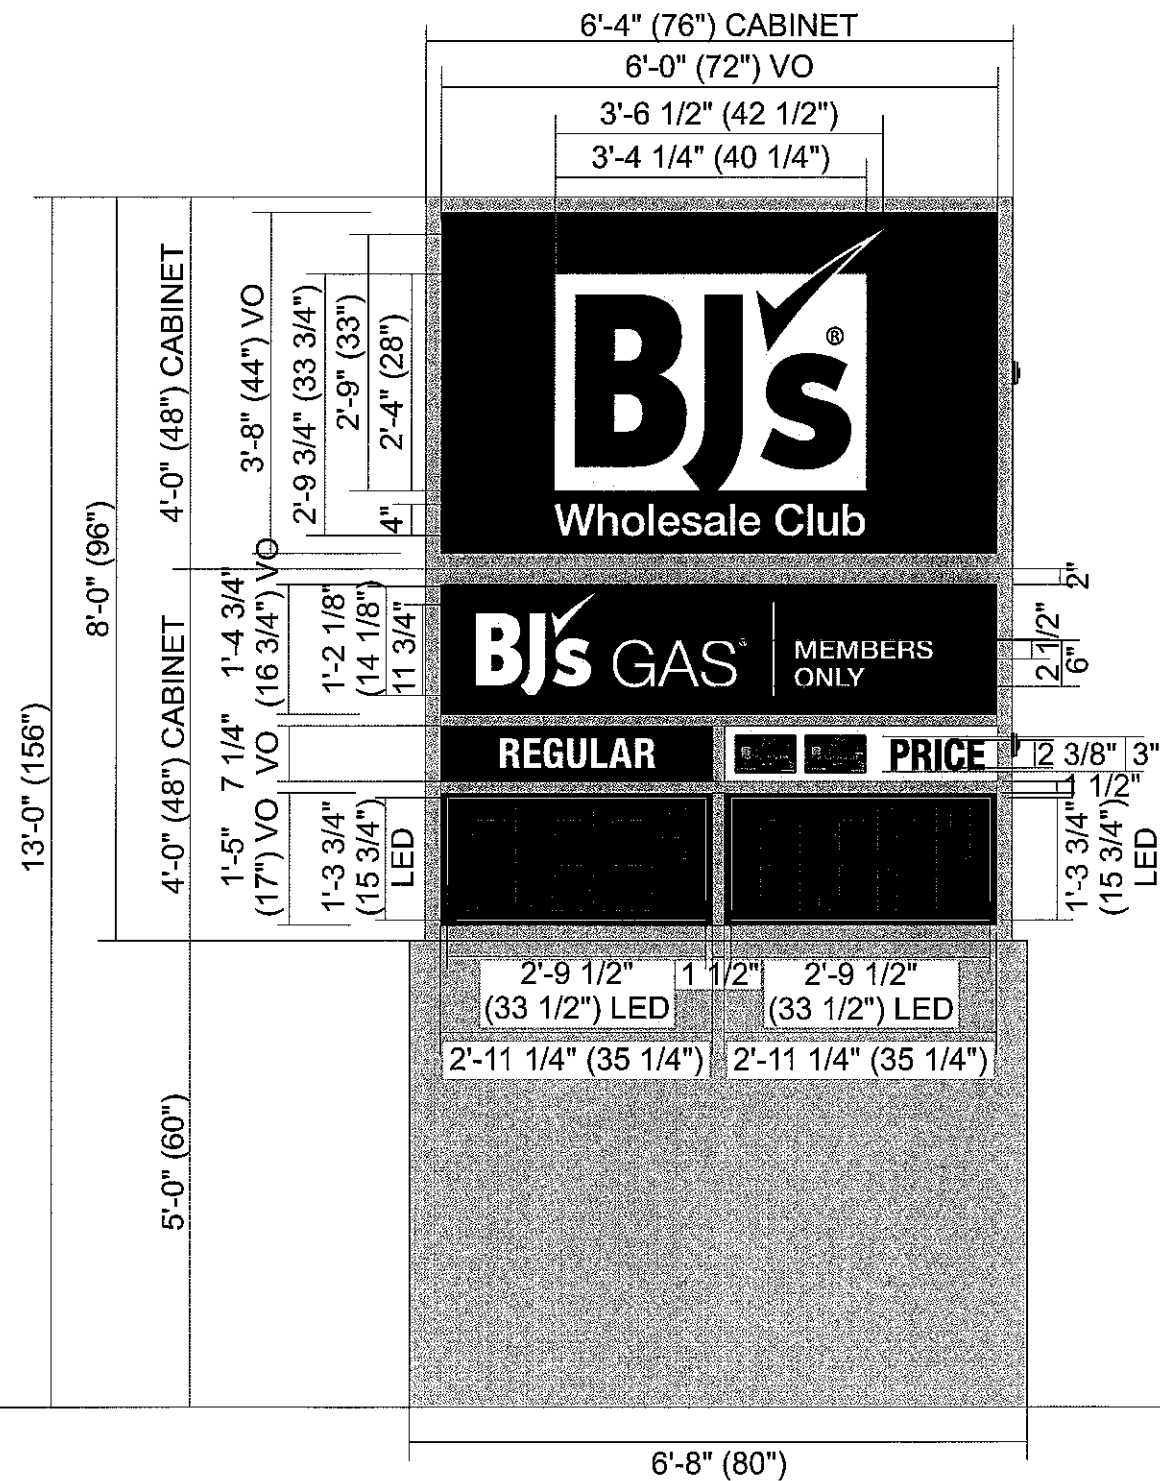 6'-4" (76") CABINET
6'-0" (72") VO
3'-6 1/2" (42 1/2")
3'-4 1/4" (40 1/4")
13'-0" (156")
8'-0" (96")
4'-0" (48") CABINET
3'-8" (44") VO
2'-9 3/4" (33 3/4")
2'-9" (33")
2'-4" (28")
4"
BJ's®
Wholesale Club
2"
4'-0" (48") CABINET
1'-4 3/4"
(16 3/4") VO
1'-2 1/8"
(14 1/8")
11 3/4"
BJ's GAS®
MEMBERS
ONLY
2 1/2"
6"
7 1/4"
VO
REGULAR
PRICE
2 3/8"
3"
1 1/2"
1'-5"
(17") VO
1'-3 3/4"
(15 3/4")
LED
1'-3 3/4"
(15 3/4")
LED
2'-9 1/2"
(33 1/2") LED
1 1/2"
2'-9 1/2"
(33 1/2") LED
2'-11 1/4" (35 1/4")
2'-11 1/4" (35 1/4")
5'-0" (60")
6'-8" (80")